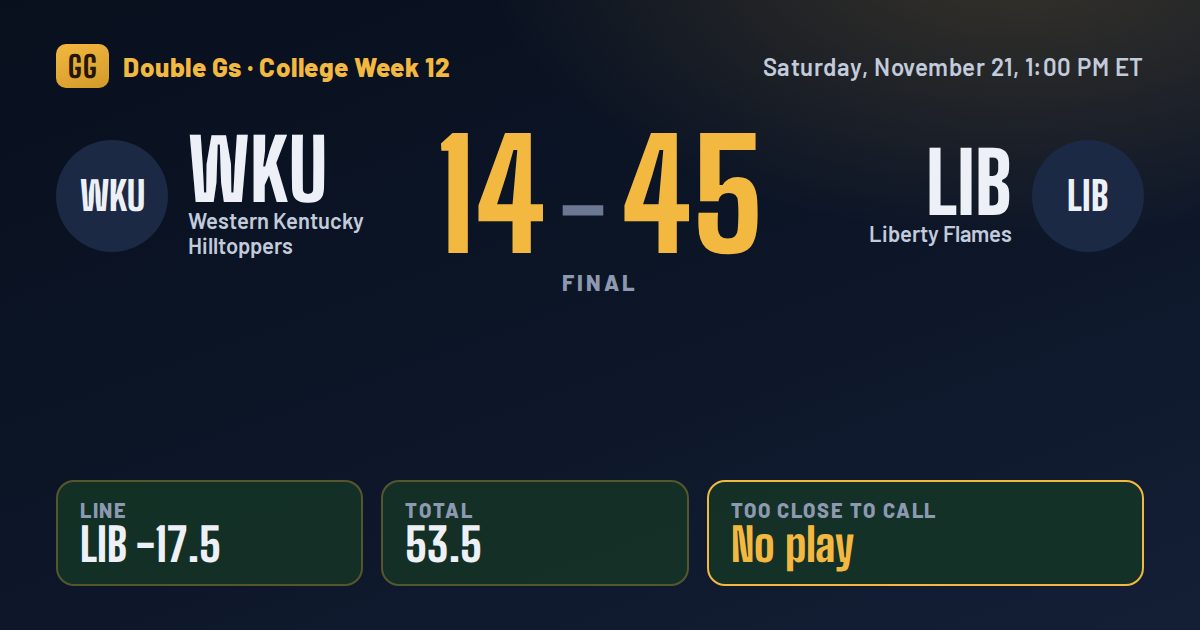 GG
Double Gs · College Week 12
Saturday, November 21, 1:00 PM ET
WKU
WKU
Western Kentucky
Hilltoppers
14 – 45
FINAL
LIB
Liberty Flames
LIB
LINE
LIB −17.5
TOTAL
53.5
TOO CLOSE TO CALL
No play